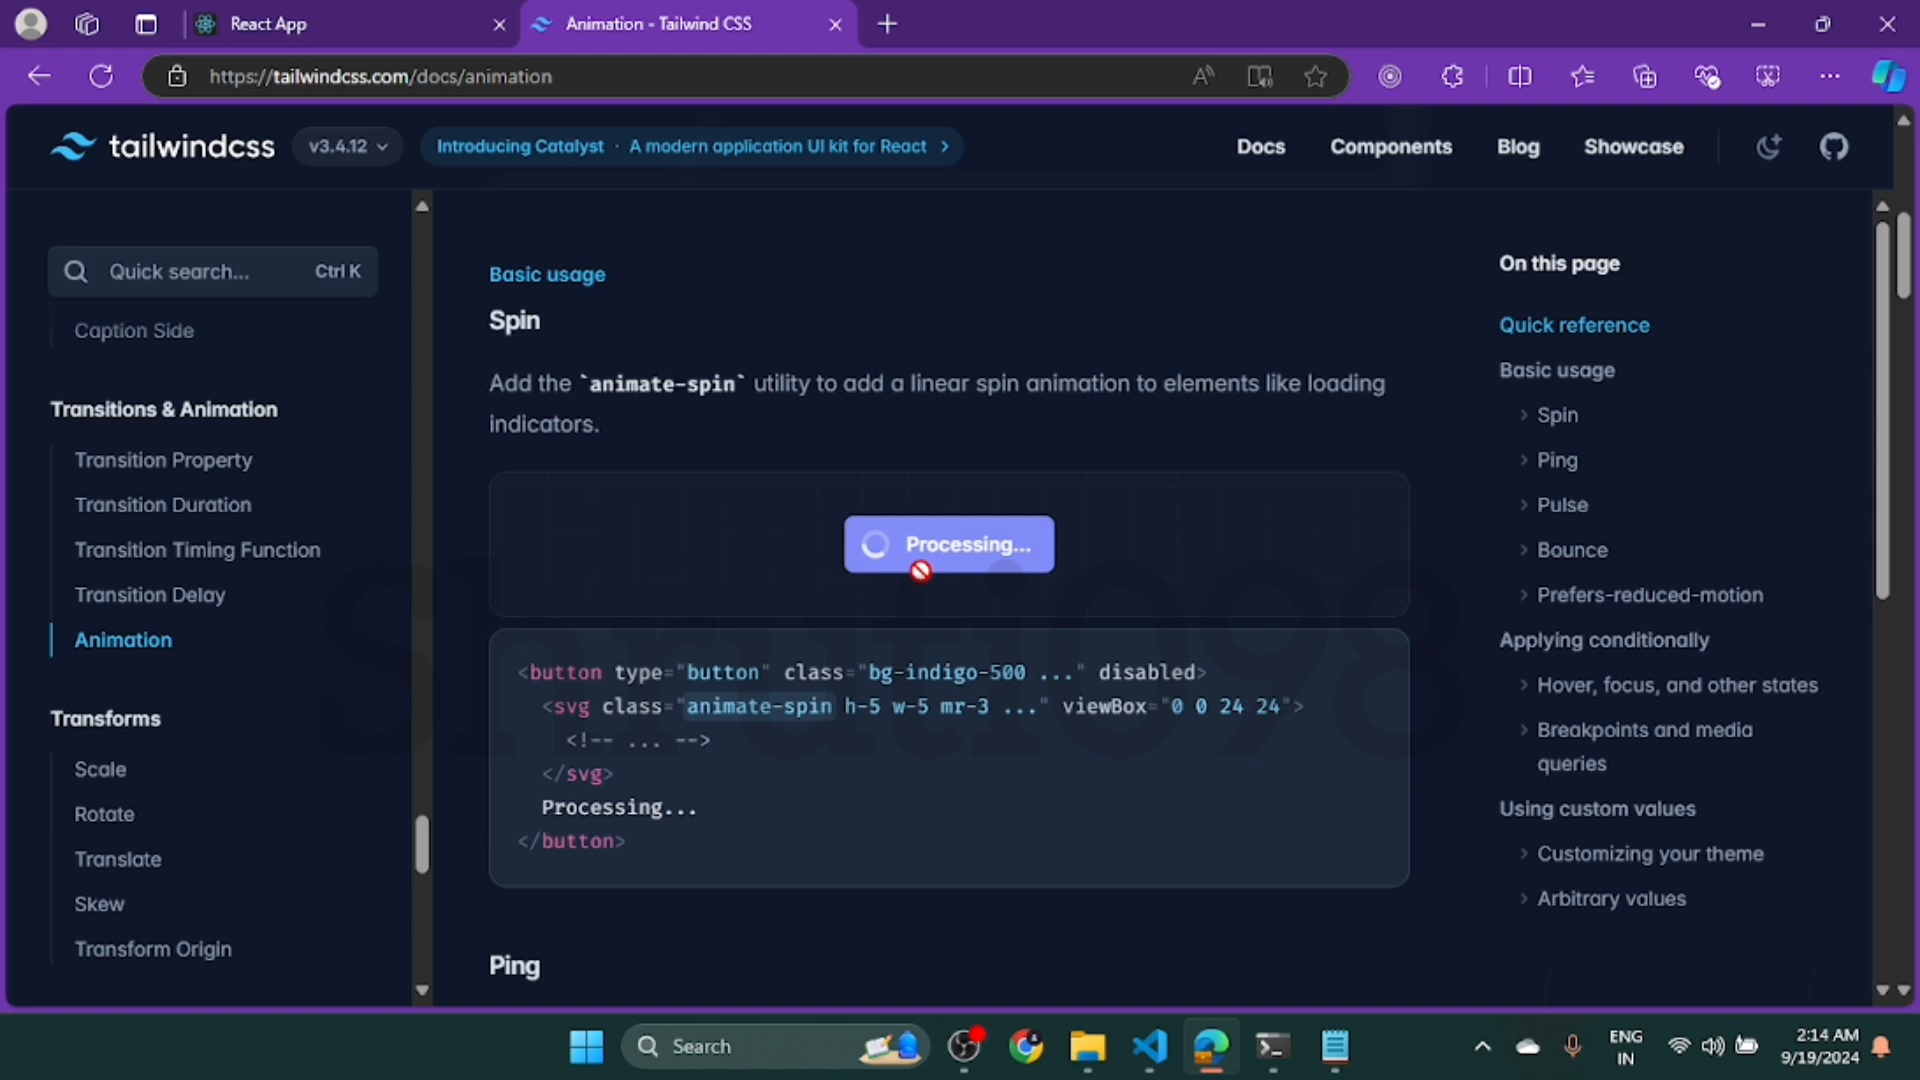 React App
Animation - Tailwind CSS
https://tailwindcss.com/docs/animation
tailwindcss
v3.4.12
Introducing Catalyst · A modern application UI kit for React
Docs
Components
Blog
Showcase
Quick search...
Ctrl K
Caption Side
Transitions & Animation
Transition Property
Transition Duration
Transition Timing Function
Transition Delay
Animation
Transforms
Scale
Rotate
Translate
Skew
Transform Origin
Basic usage
Spin
Add the `animate-spin` utility to add a linear spin animation to elements like loading
indicators.
Processing...
<button type="button" class="bg-indigo-500 ..." disabled>
<svg class="animate-spin h-5 w-5 mr-3 ..." viewBox="0 0 24 24">
<!-- ... -->
</svg>
Processing...
</button>
Ping
On this page
Quick reference
Basic usage
Spin
Ping
Pulse
Bounce
Prefers-reduced-motion
Applying conditionally
Hover, focus, and other states
Breakpoints and media
queries
Using custom values
Customizing your theme
Arbitrary values
Shruti098
Search
ENG
IN
2:14 AM
9/19/2024